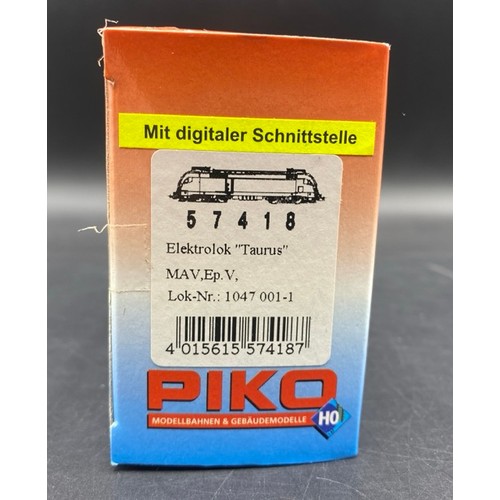 Mit digitaler Schnittstelle
57418
Elektrolok "Taurus"
MAV,Ep.V,
Lok-Nr.: 1047 001-1
4 015615 574187
PIKO
MODELLBAHNEN & GEBÄUDEMODELLE
HO